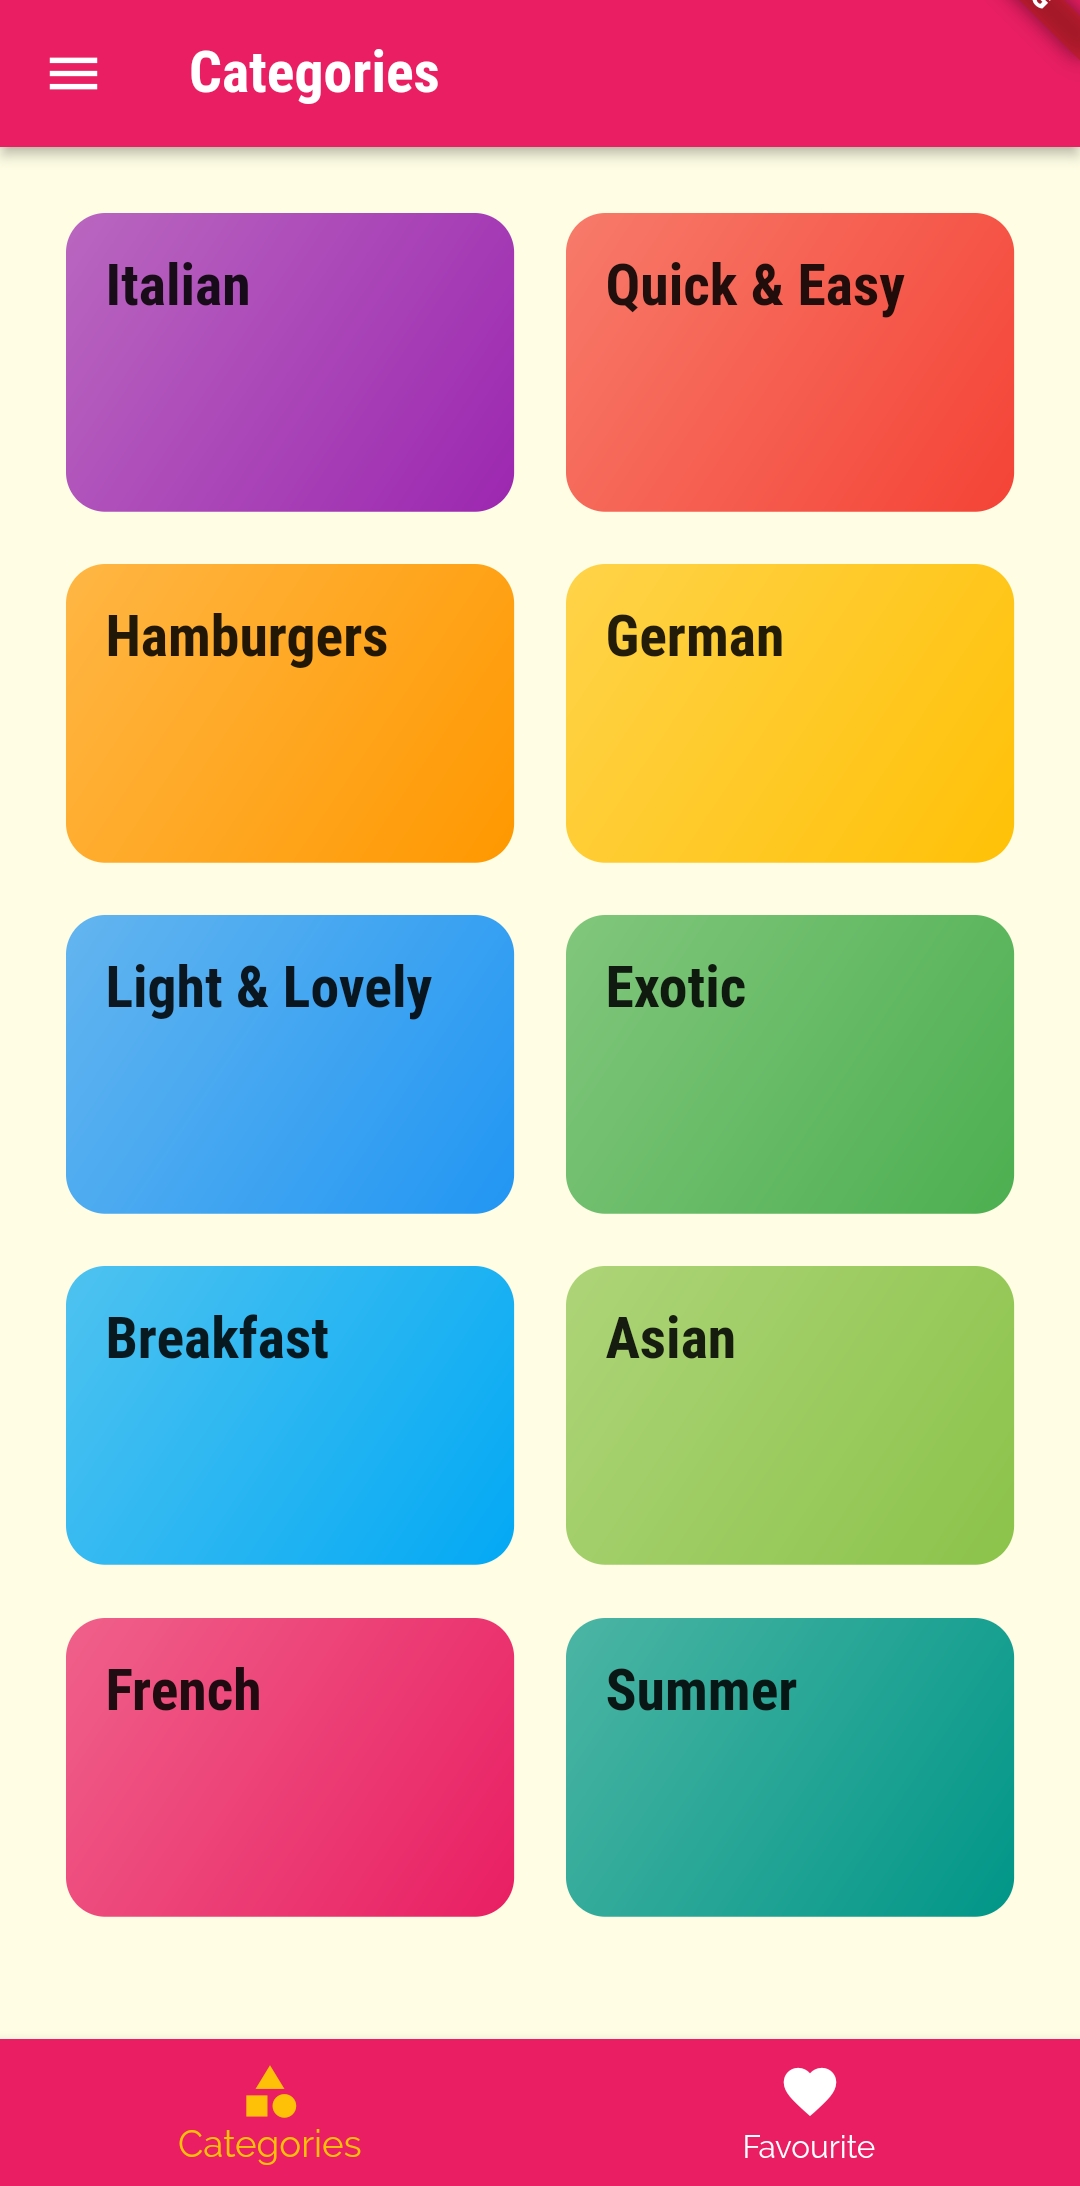 Categories
Italian
Quick & Easy
Hamburgers
German
Light & Lovely
Exotic
Breakfast
Asian
French
Summer
Categories
Favourite